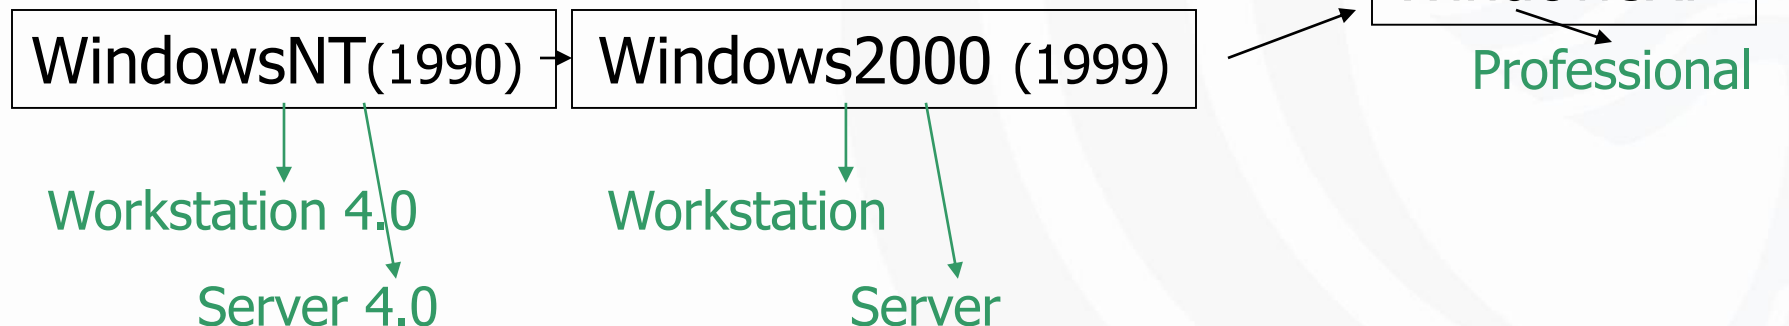 WindowsNT(1990)
Windows2000 (1999)
Professional
Workstation 4.0
Workstation
Server 4.0
Server